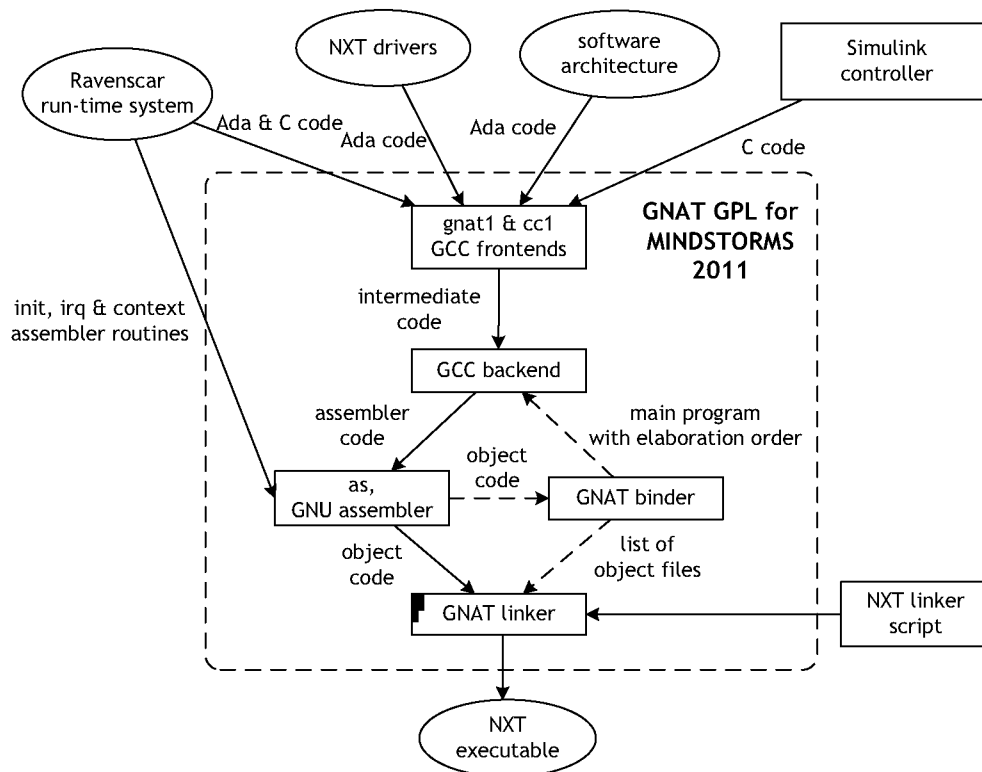 NXT drivers
software
architecture
Simulink
controller
Ravenscar
run-time system
Ada & C code
Ada code
Ada code
C code
gnat1 & cc1
GCC frontends
GNAT GPL for
MINDSTORMS
2011
init, irq & context
assembler routines
intermediate
code
GCC backend
assembler
code
main program
with elaboration order
object
code
as,
GNU assembler
GNAT binder
object
code
list of
object files
GNAT linker
NXT linker
script
NXT
executable